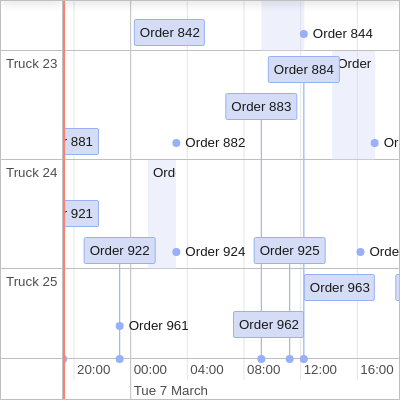 Order 842
Order 844
Truck 23
Order 884
Order
Order 883
881
Order 882
Or
Truck 24
Ord
921
Order 922
Order 924
Order 925
Orde
Truck 25
Order 963
Order 961
Order 962
20:00
00:00
04:00
08:00
12:00
16:00
Tue 7 March